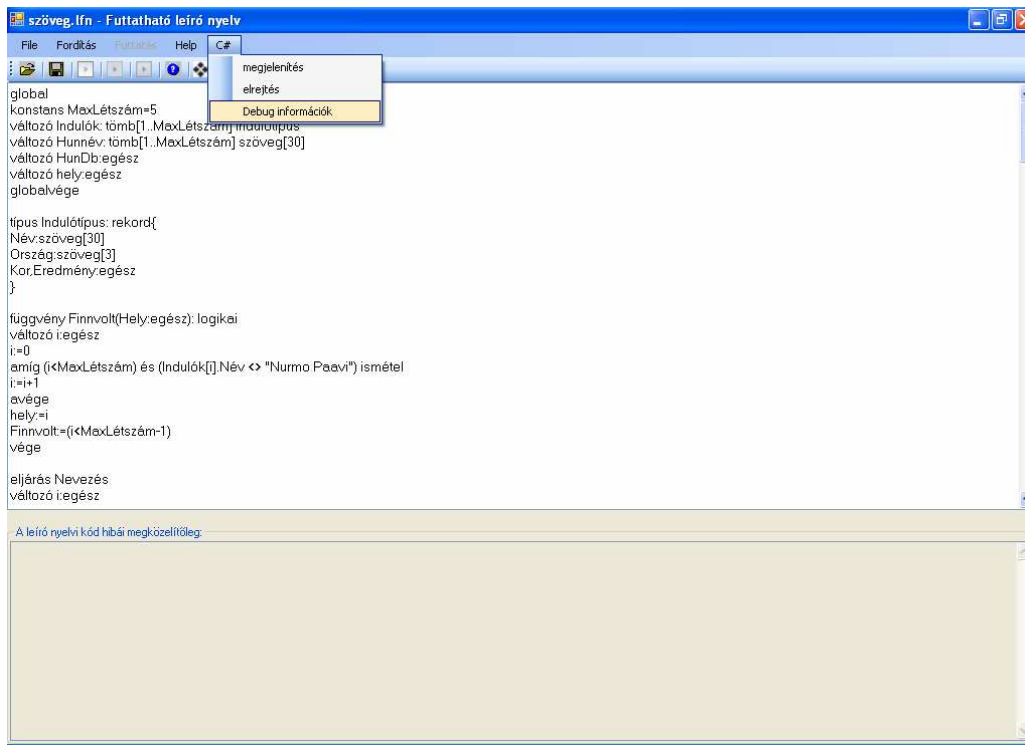 szöveg.lfn - Futtatható leíró nyelv
File Fordítás Futtatás Help C#
megjelenítés
elrejtés
Debug információk
global
konstans MaxLétszám=5
változó Indulók: tömb[1..MaxLétszám] Indulótípus
változó Hunnév: tömb[1..MaxLétszám] szöveg[30]
változó HunDb:egész
változó hely:egész
globalvége
típus Indulótípus: rekord{
Név:szöveg[30]
Ország:szöveg[3]
Kor,Eredmény:egész
}
függvény Finnvolt(Hely:egész): logikai
változó i:egész
i:=0
amíg (i<MaxLétszám) és (Indulók[i].Név <> "Nurmo Paavi") ismétel
i:=i+1
avége
hely:=i
Finnvolt:=(i<MaxLétszám-1)
vége
eljárás Nevezés
változó i:egész
A leíró nyelvi kód hibái megközelítőleg: